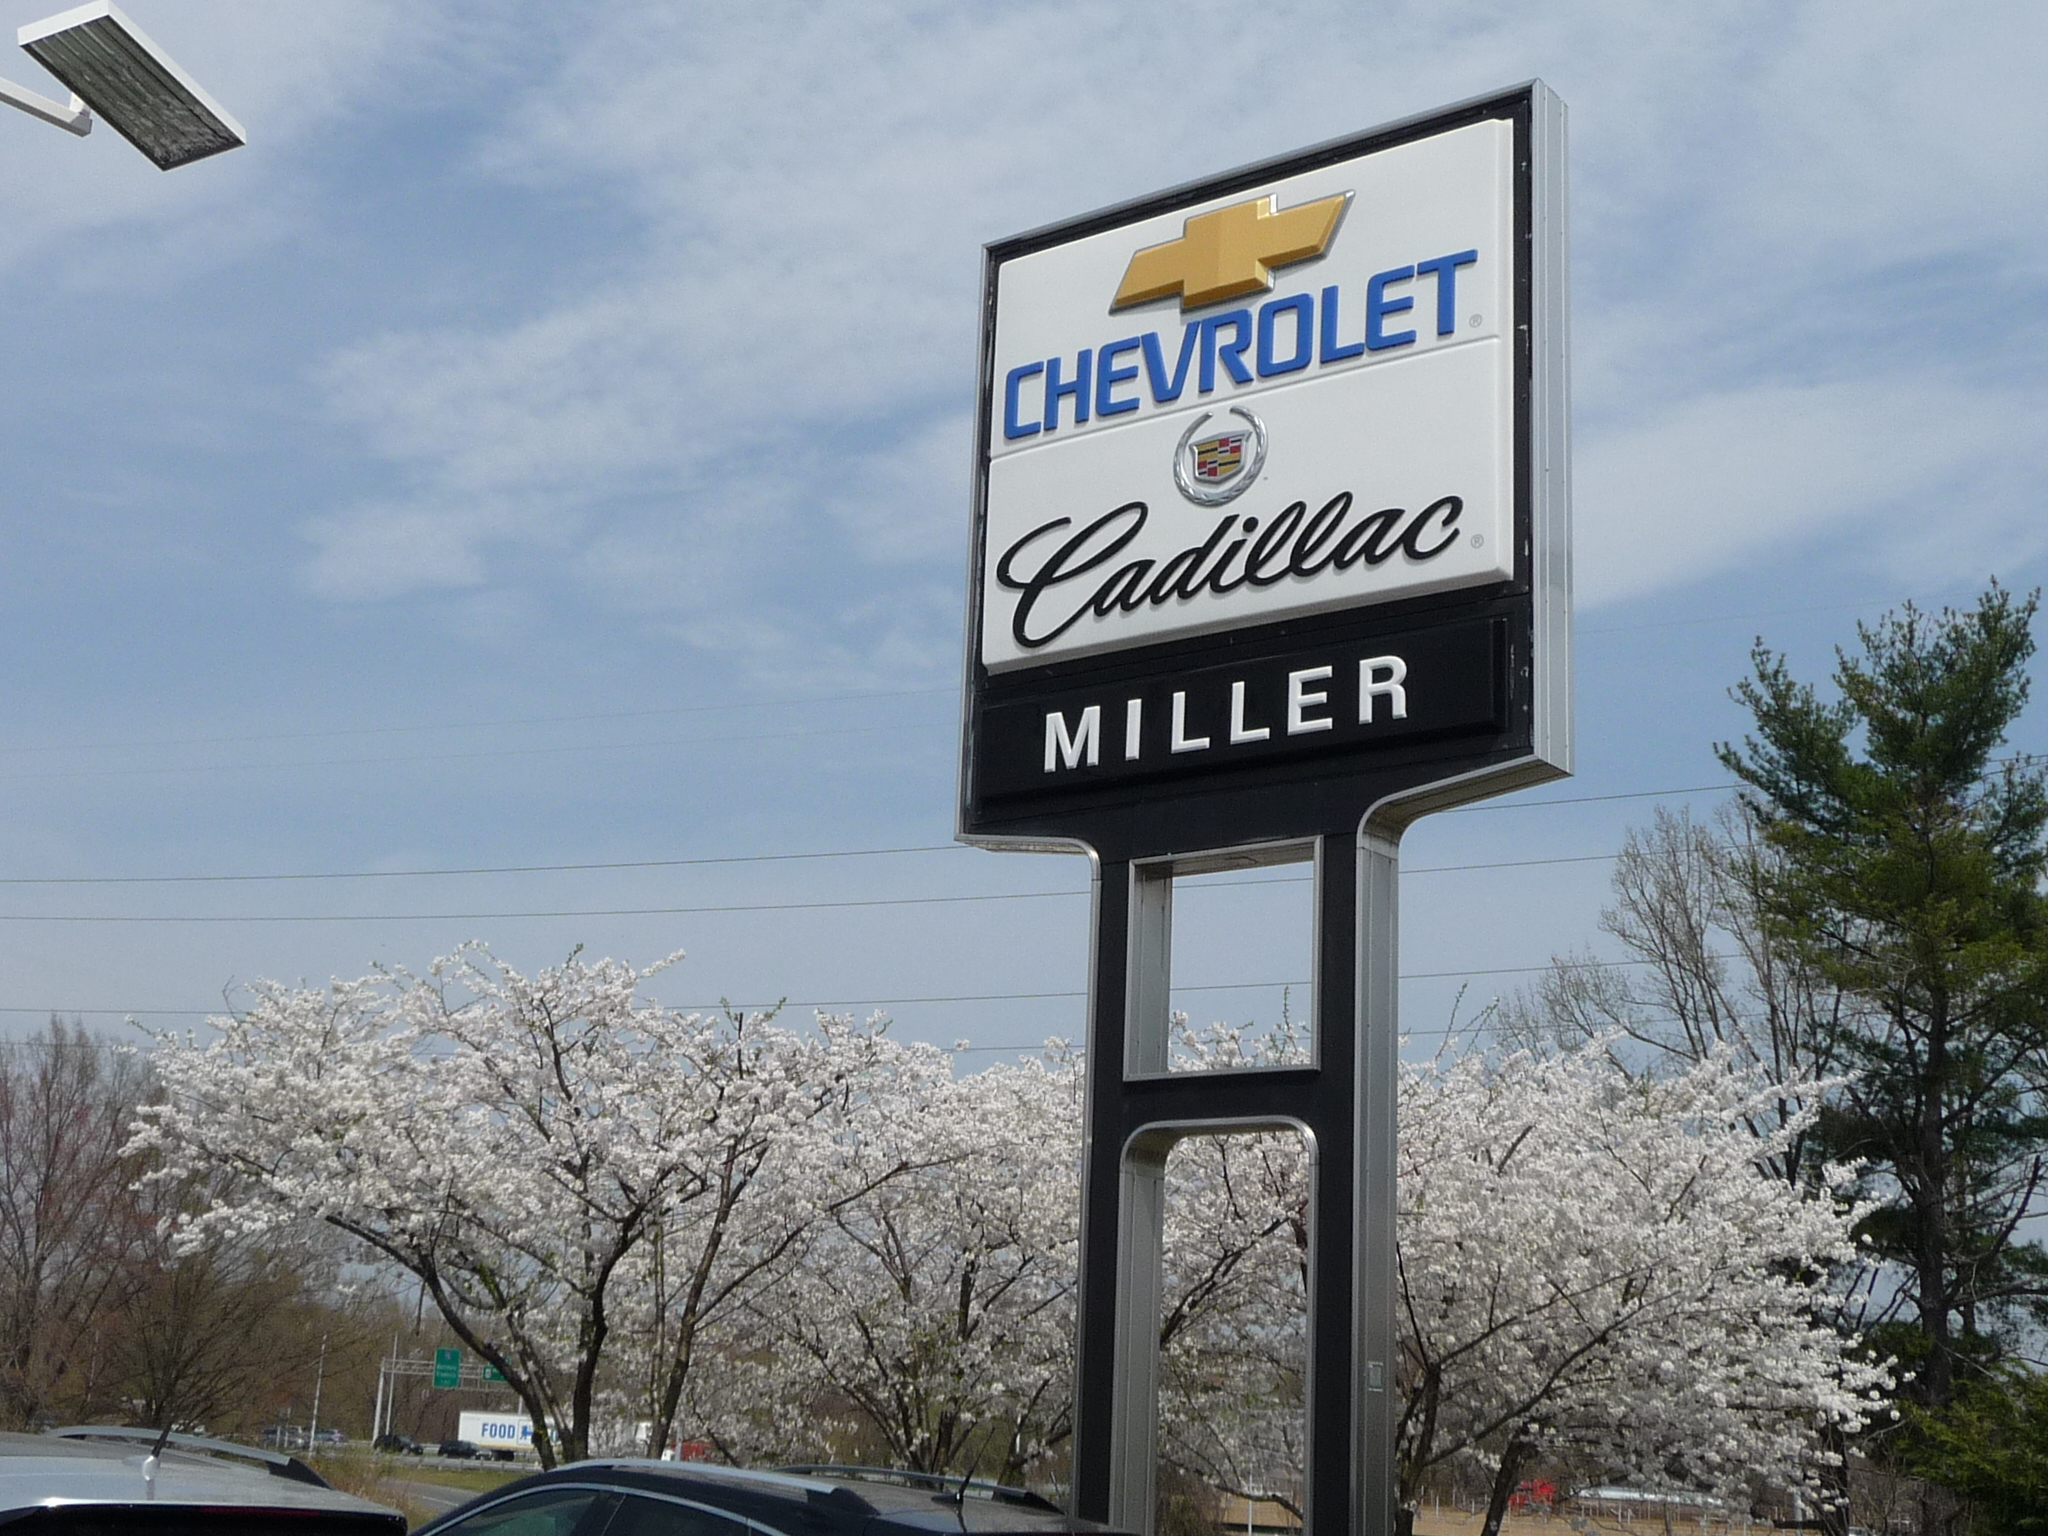 CHEVROLET ®
Cadillac ®
MILLER
FOOD